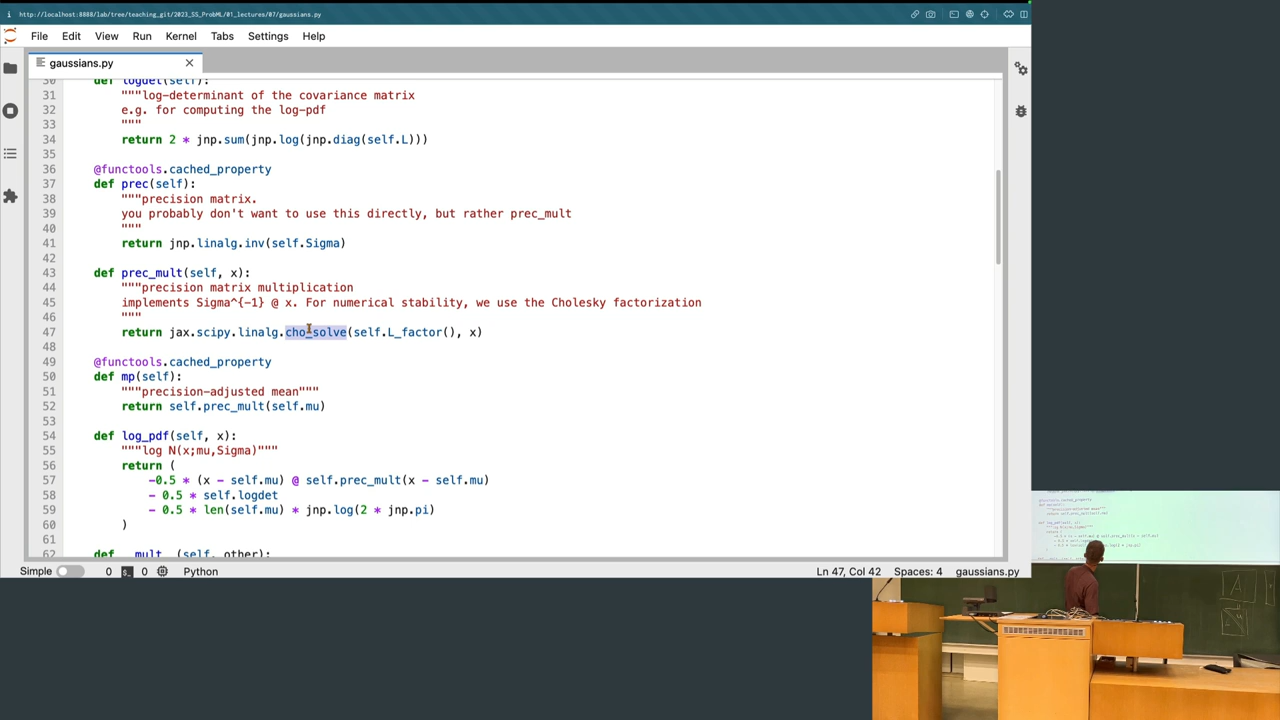 http://localhost:8888/lab/tree/teaching_git/2023_SS_ProbML/01_lectures/07/gaussians.py
File Edit View Run Kernel Tabs Settings Help
gaussians.py
30 def logdet(self):
31 """log-determinant of the covariance matrix
32 e.g. for computing the log-pdf
33 """
34 return 2 * jnp.sum(jnp.log(jnp.diag(self.L)))
35
36 @functools.cached_property
37 def prec(self):
38 """precision matrix.
39 you probably don't want to use this directly, but rather prec_mult
40 """
41 return jnp.linalg.inv(self.Sigma)
42
43 def prec_mult(self, x):
44 """precision matrix multiplication
45 implements Sigma^{-1} @ x. For numerical stability, we use the Cholesky factorization
46 """
47 return jax.scipy.linalg.cho_solve(self.L_factor(), x)
48
49 @functools.cached_property
50 def mp(self):
51 """precision-adjusted mean"""
52 return self.prec_mult(self.mu)
53
54 def log_pdf(self, x):
55 """log N(x;mu,Sigma)"""
56 return (
57 -0.5 * (x - self.mu) @ self.prec_mult(x - self.mu)
58 - 0.5 * self.logdet
59 - 0.5 * len(self.mu) * jnp.log(2 * jnp.pi)
60 )
61
62 def __mult__(self, other):
Simple 0 0 Python Ln 47, Col 42 Spaces: 4 gaussians.py